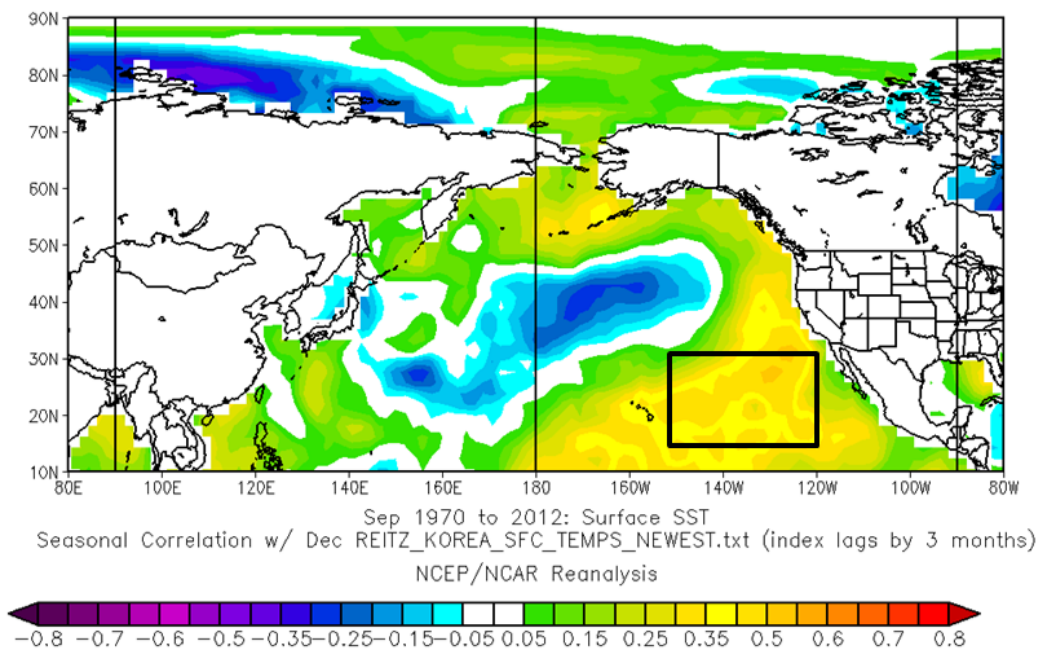 90N
80N
70N
60N
50N
40N
30N
20N
10N
80E 100E 120E 140E 160E 180 160W 140W 120W 100W 80W
Sep 1970 to 2012: Surface SST
Seasonal Correlation w/ Dec REITZ_KOREA_SFC_TEMPS_NEWEST.txt (index lags by 3 months)
NCEP/NCAR Reanalysis
-0.8 -0.7 -0.6 -0.5 -0.35 -0.25 -0.15 -0.05 0.05 0.15 0.25 0.35 0.5 0.6 0.7 0.8